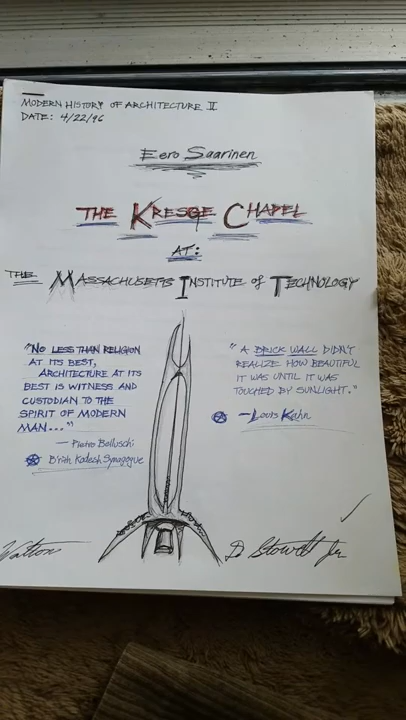 MODERN HISTORY OF ARCHITECTURE II
DATE: 4/22/96
Eero Saarinen
THE KRESGE CHAPEL
AT:
THE MASSACHUSETTS INSTITUTE of TECHNOLOGY
"NO LESS THAN RELIGION
AT ITS BEST,
ARCHITECTURE AT ITS
BEST IS WITNESS AND
CUSTODIAN TO THE
SPIRIT OF MODERN
MAN..."
— Pietro Belluschi
B'rith Kodesh Synagogue
"A BRICK WALL DIDN'T
REALIZE HOW BEAUTIFUL
IT WAS UNTIL IT WAS
TOUCHED BY SUNLIGHT."
—Louis Kahn